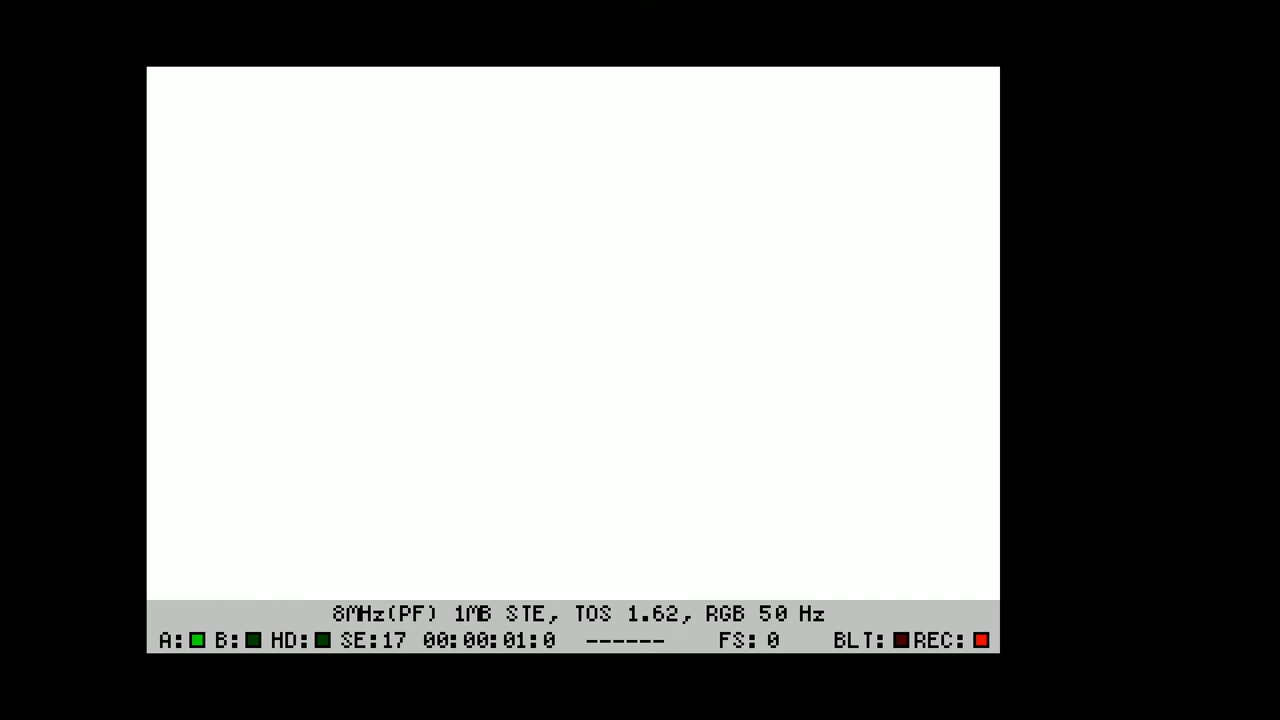 8MHz(PF) 1MB STE, TOS 1.62, RGB 50 Hz
A: B: HD: SE:17 00:00:01:0 ------ FS: 0 BLT: REC: